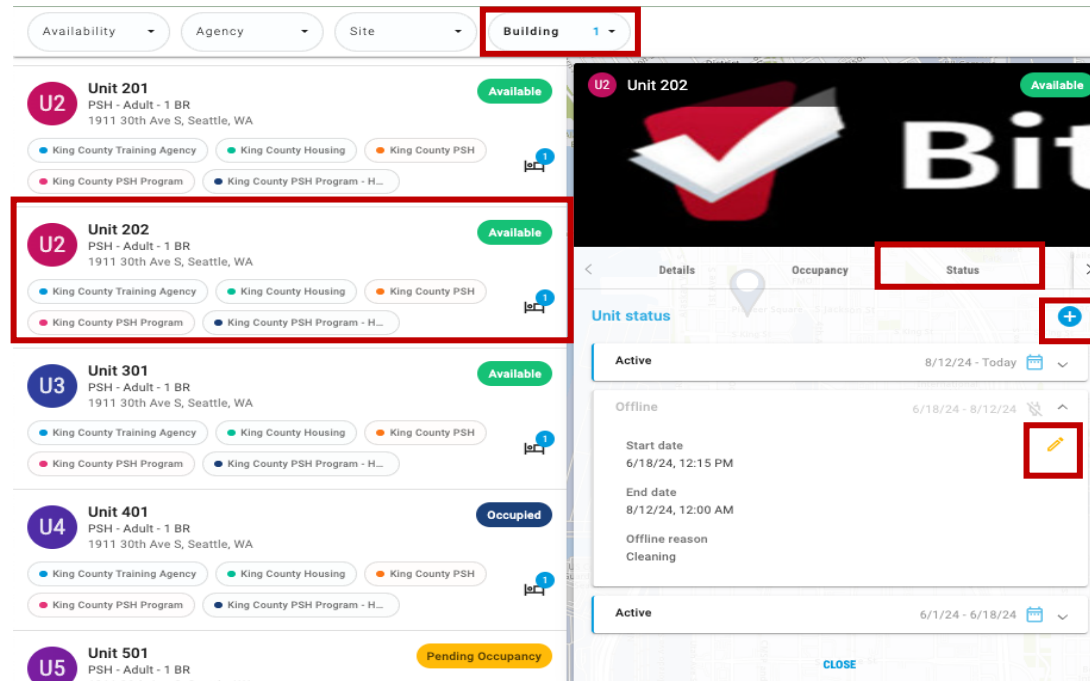 Availability
Agency
Site
Building 1
U2
Unit 201
Available
PSH - Adult - 1 BR
1911 30th Ave S, Seattle, WA
King County Training Agency
King County Housing
King County PSH
1
King County PSH Program
King County PSH Program - H...
U2
Unit 202
Available
PSH - Adult - 1 BR
1911 30th Ave S, Seattle, WA
King County Training Agency
King County Housing
King County PSH
1
King County PSH Program
King County PSH Program - H...
U3
Unit 301
Available
PSH - Adult - 1 BR
1911 30th Ave S, Seattle, WA
King County Training Agency
King County Housing
King County PSH
1
King County PSH Program
King County PSH Program - H...
U4
Unit 401
Occupied
PSH - Adult - 1 BR
1911 30th Ave S, Seattle, WA
King County Training Agency
King County Housing
King County PSH
1
King County PSH Program
King County PSH Program - H...
U5
Unit 501
Pending Occupancy
PSH - Adult - 1 BR
U2 Unit 202
Available
Bit
Details
Occupancy
Status
Unit status
Active
8/12/24 - Today
Offline
6/18/24 - 8/12/24
Start date
6/18/24, 12:15 PM
End date
8/12/24, 12:00 AM
Offline reason
Cleaning
Active
6/1/24 - 6/18/24
CLOSE